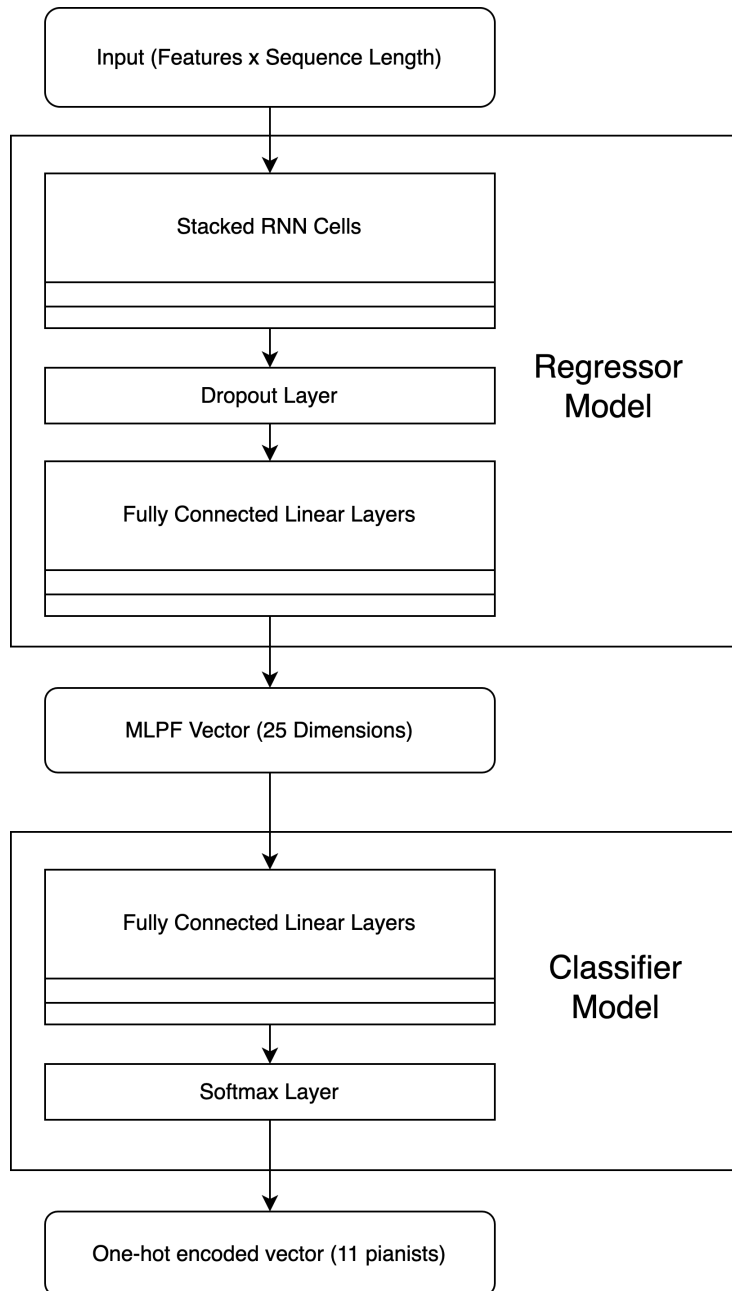 Input (Features x Sequence Length)
Stacked RNN Cells
Dropout Layer
Regressor
Model
Fully Connected Linear Layers
MLPF Vector (25 Dimensions)
Fully Connected Linear Layers
Classifier
Model
Softmax Layer
One-hot encoded vector (11 pianists)